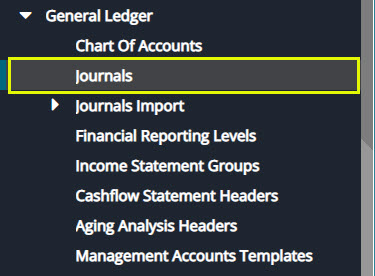 General Ledger
Chart Of Accounts
Journals
Journals Import
Financial Reporting Levels
Income Statement Groups
Cashflow Statement Headers
Aging Analysis Headers
Management Accounts Templates